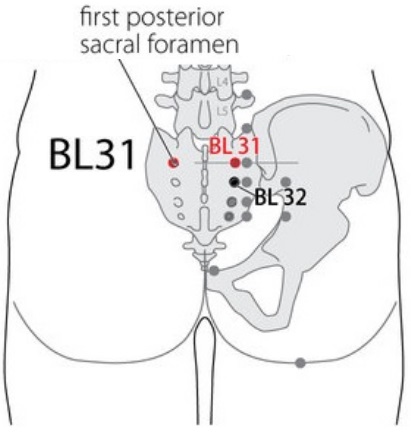 first posterior
sacral foramen
L4
L5
BL31
BL 31
BL 32